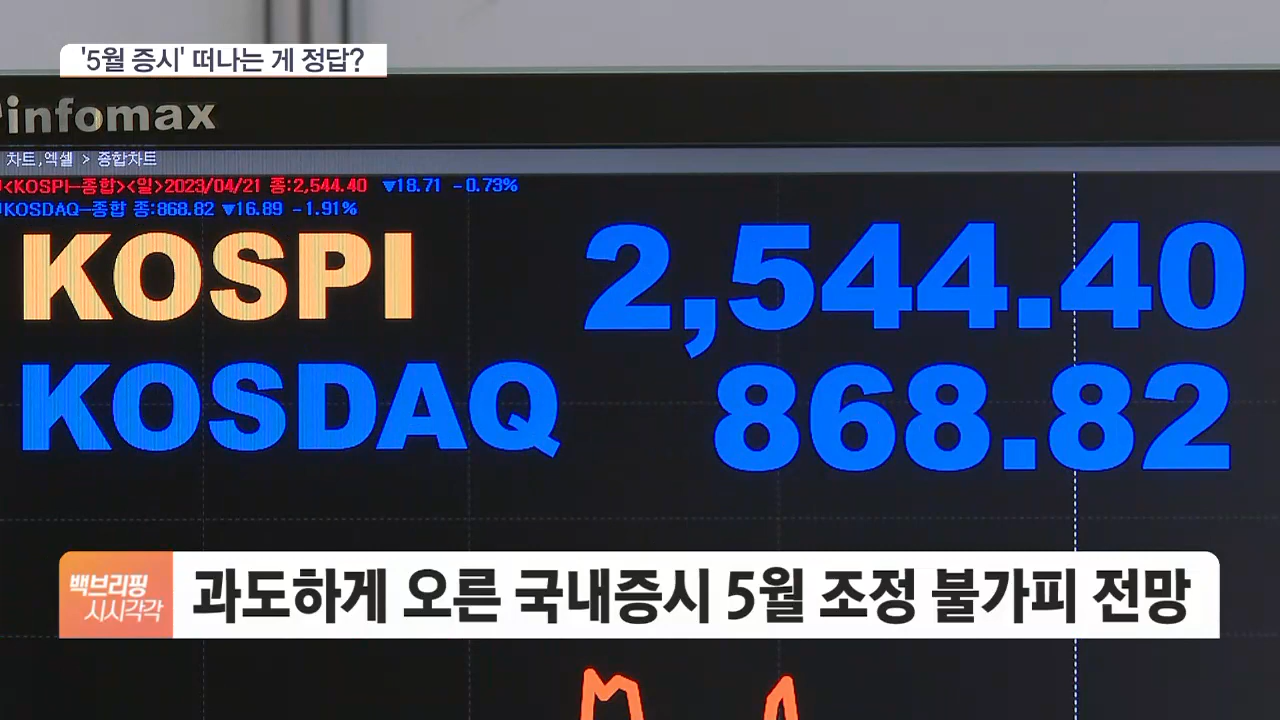 '5월 증시' 떠나는 게 정답?
infomax
차트,엑셀 > 종합차트
<KOSPI-종합><일>2023/04/21 종:2,544.40 ▼18.71 -0.73%
KOSDAQ-종합 종:868.82 ▼16.89 -1.91%
KOSPI 2,544.40
KOSDAQ 868.82
백브리핑
시시각각
과도하게 오른 국내증시 5월 조정 불가피 전망